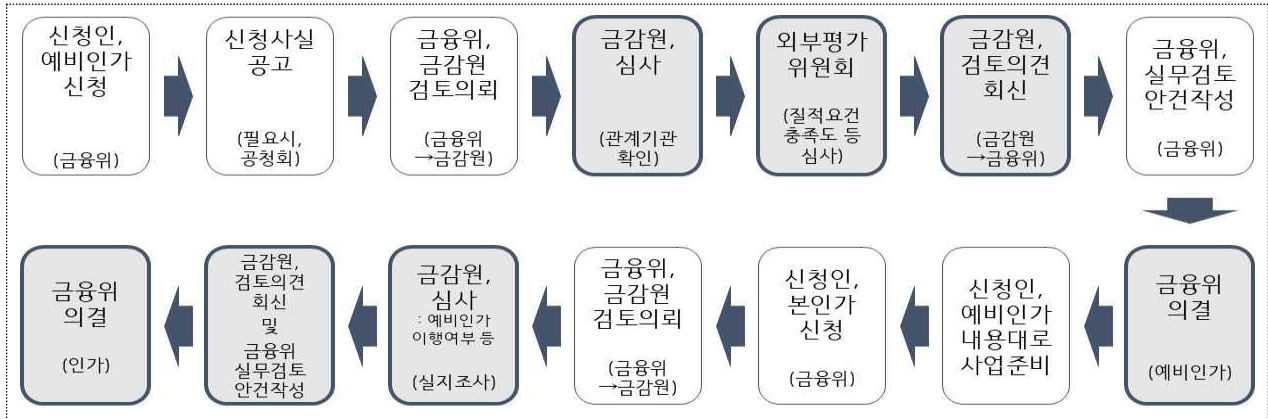 신청인,
예비인가
신청
(금융위)
신청사실
공고
(필요시,
공청회)
금융위,
금감원
검토의뢰
(금융위
→금감원)
금감원,
심사
(관계기관
확인)
외부평가
위원회
(질적요건
충족도 등
심사)
금감원,
검토의견
회신
(금감원
→금융위)
금융위,
실무검토
안건작성
(금융위)
금융위
의결
(예비인가)
신청인,
예비인가
내용대로
사업준비
신청인,
본인가
신청
(금융위)
금융위,
금감원
검토의뢰
(금융위
→금감원)
금감원,
심사
: 예비인가
이행여부 등
(실지조사)
금감원,
검토의견
회신
및
금융위
실무검토
안건작성
금융위
의결
(인가)